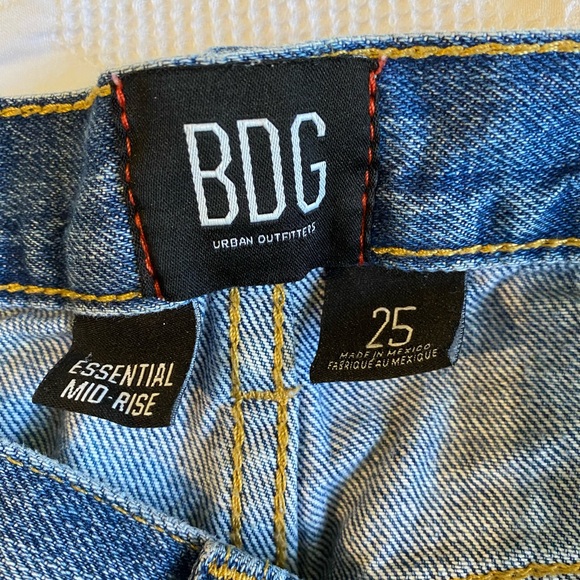 BDG
URBAN OUTFITTERS
25
MADE IN MEXICO
FABRIQUE AU MEXIQUE
ESSENTIAL
MID-RISE